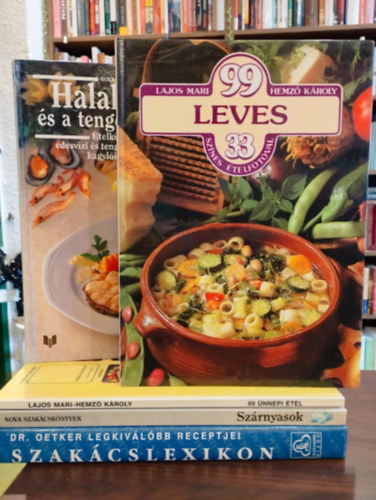 Halak
és a teng
Ételk
édesvízi és teng
kagyló
LAJOS MARI
99
HEMZŐ KÁROLY
LEVES
33
SZÍNES ÉTELFOTÓVAL
LAJOS MARI-HEMZŐ KÁROLY 99 ÜNNEPI ÉTEL
NOVA SZAKÁCSKÖNYVEK Szárnyasok
DR. OETKER LEGKIVÁLÓBB RECEPTJEI
SZAKÁCSLEXIKON